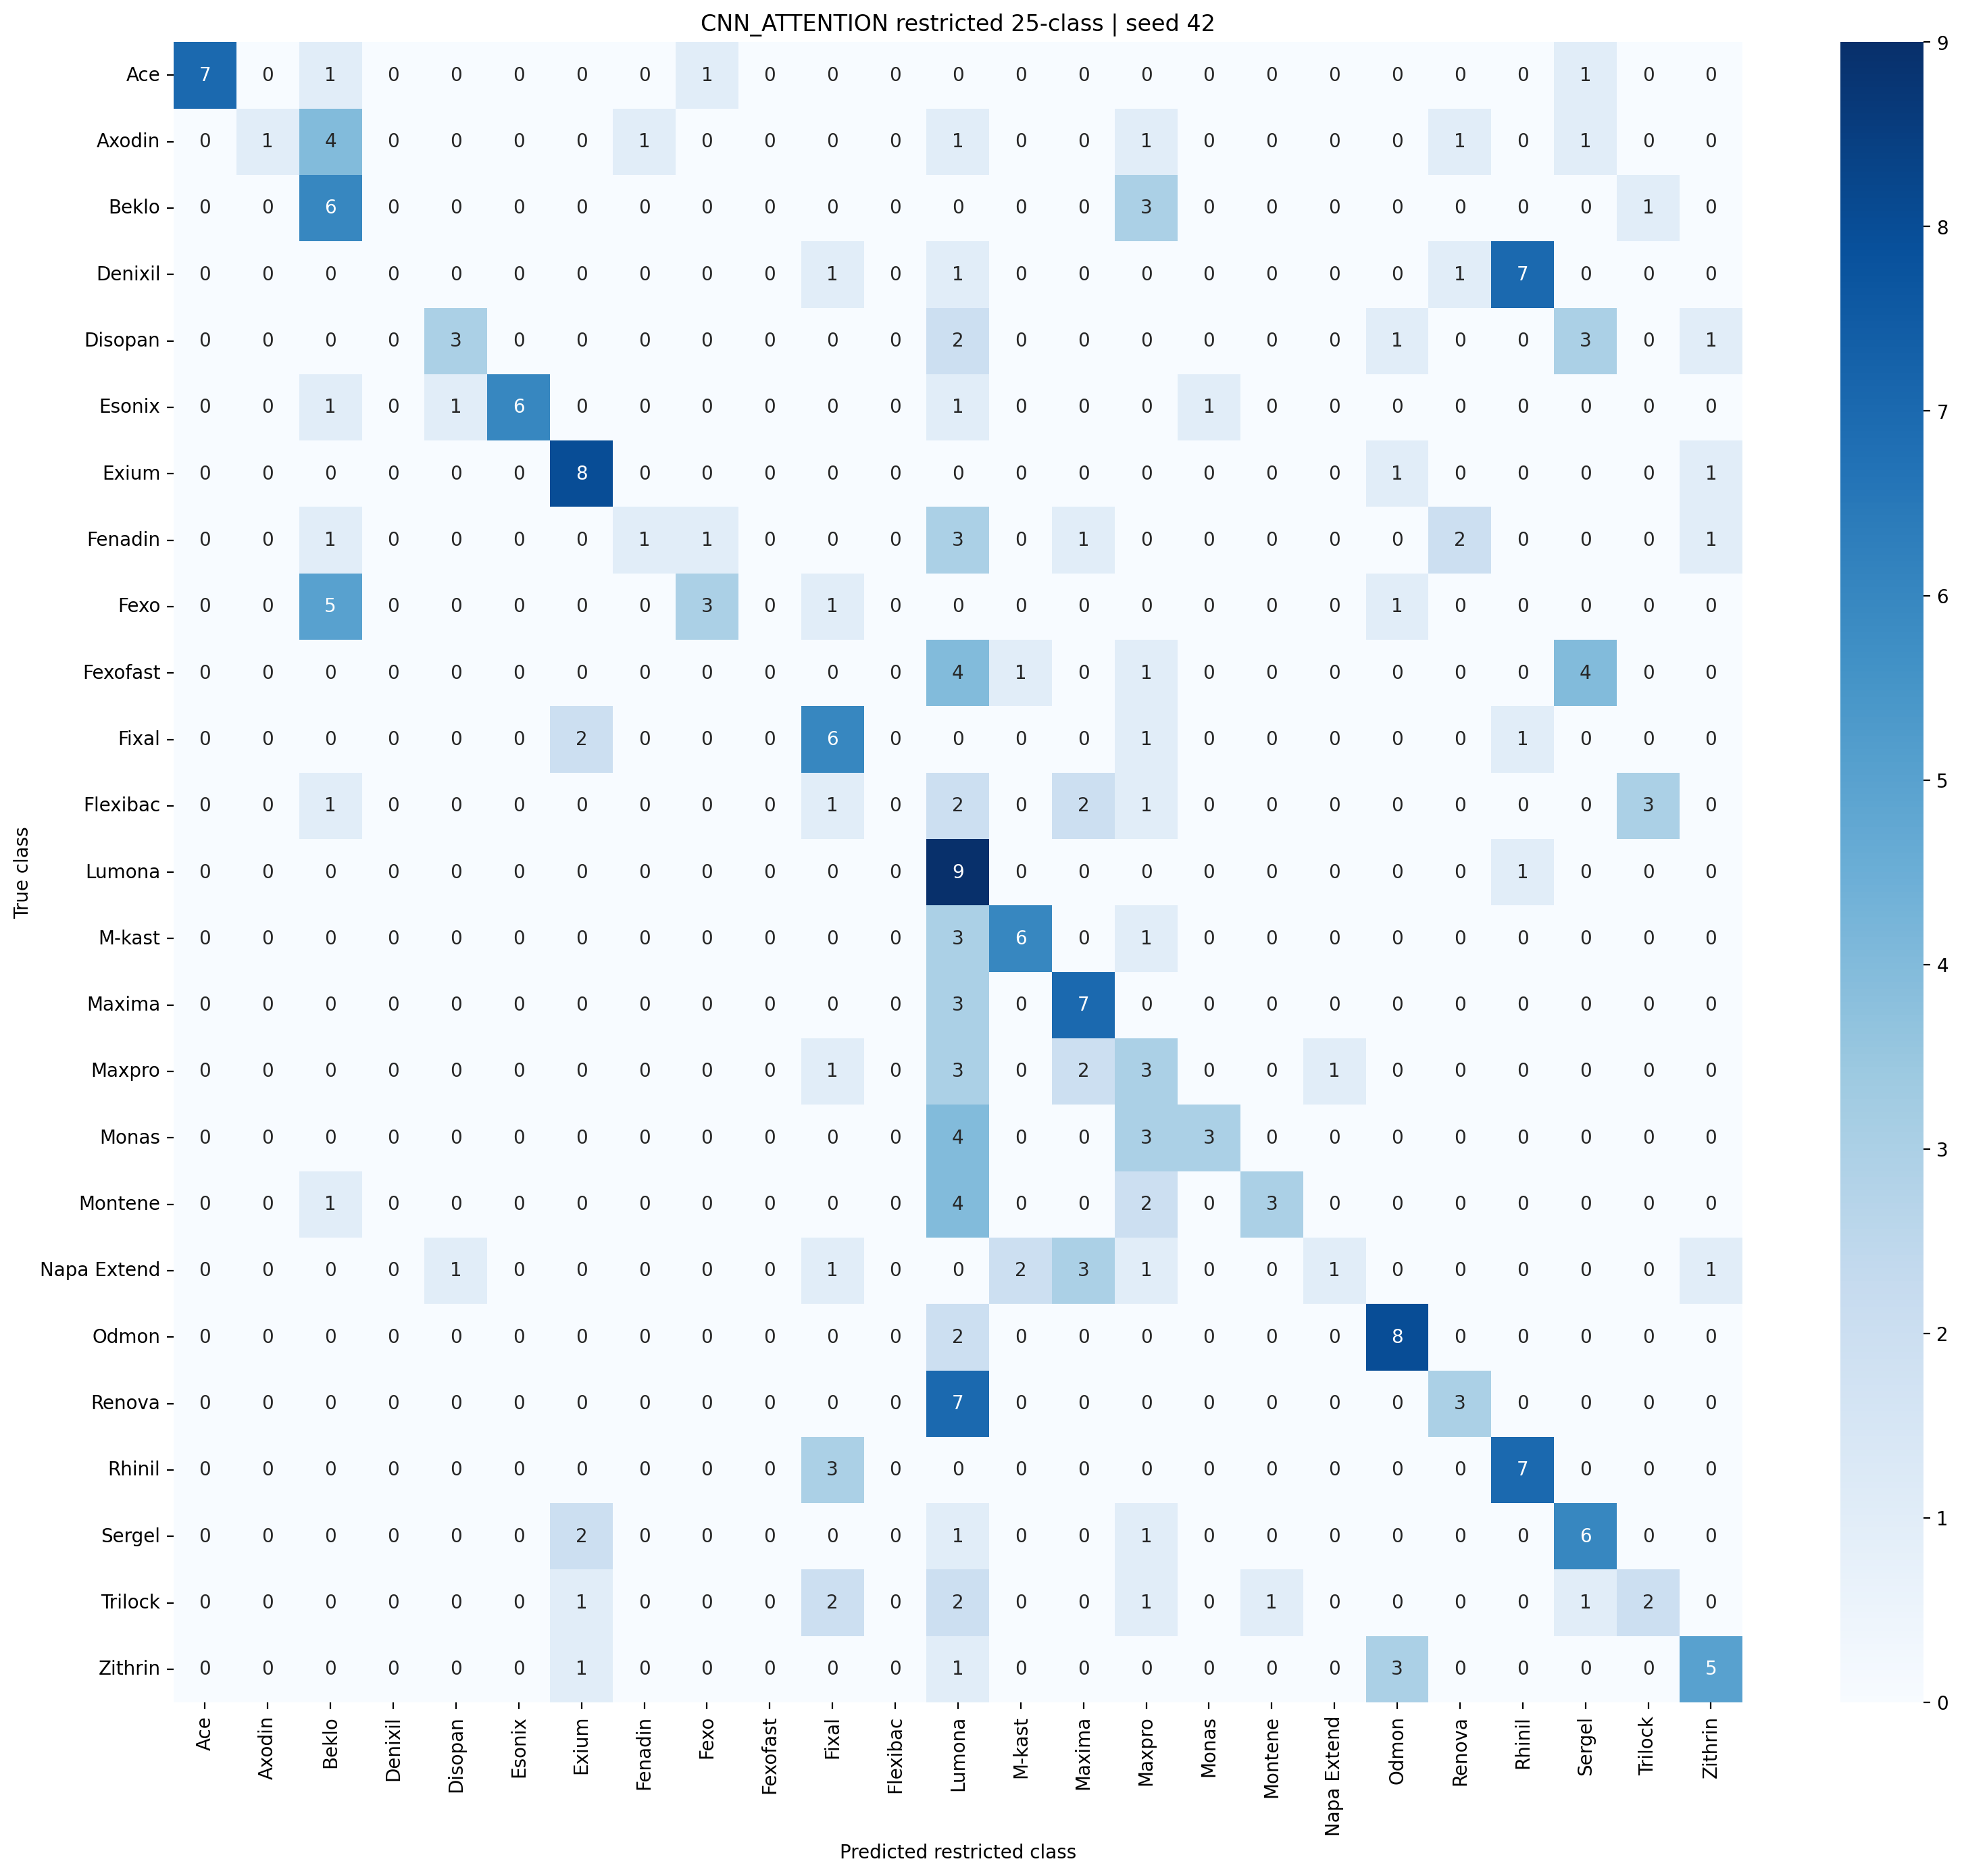 CNN_ATTENTION restricted 25-class | seed 42
Ace 7 0 1 0 0 0 0 0 1 0 0 0 0 0 0 0 0 0 0 0 0 0 1 0 0
Axodin 0 1 4 0 0 0 0 1 0 0 0 0 1 0 0 1 0 0 0 0 1 0 1 0 0
Beklo 0 0 6 0 0 0 0 0 0 0 0 0 0 0 0 3 0 0 0 0 0 0 0 1 0
Denixil 0 0 0 0 0 0 0 0 0 0 1 0 1 0 0 0 0 0 0 0 1 7 0 0 0
Disopan 0 0 0 0 3 0 0 0 0 0 0 0 2 0 0 0 0 0 0 1 0 0 3 0 1
Esonix 0 0 1 0 1 6 0 0 0 0 0 0 1 0 0 0 1 0 0 0 0 0 0 0 0
Exium 0 0 0 0 0 0 8 0 0 0 0 0 0 0 0 0 0 0 0 1 0 0 0 0 1
Fenadin 0 0 1 0 0 0 0 1 1 0 0 0 3 0 1 0 0 0 0 0 2 0 0 0 1
Fexo 0 0 5 0 0 0 0 0 3 0 1 0 0 0 0 0 0 0 0 1 0 0 0 0 0
Fexofast 0 0 0 0 0 0 0 0 0 0 0 0 4 1 0 1 0 0 0 0 0 0 4 0 0
Fixal 0 0 0 0 0 0 2 0 0 0 6 0 0 0 0 1 0 0 0 0 0 1 0 0 0
Flexibac 0 0 1 0 0 0 0 0 0 0 1 0 2 0 2 1 0 0 0 0 0 0 0 3 0
Lumona 0 0 0 0 0 0 0 0 0 0 0 0 9 0 0 0 0 0 0 0 0 1 0 0 0
M-kast 0 0 0 0 0 0 0 0 0 0 0 0 3 6 0 1 0 0 0 0 0 0 0 0 0
Maxima 0 0 0 0 0 0 0 0 0 0 0 0 3 0 7 0 0 0 0 0 0 0 0 0 0
Maxpro 0 0 0 0 0 0 0 0 0 0 1 0 3 0 2 3 0 0 1 0 0 0 0 0 0
Monas 0 0 0 0 0 0 0 0 0 0 0 0 4 0 0 3 3 0 0 0 0 0 0 0 0
Montene 0 0 1 0 0 0 0 0 0 0 0 0 4 0 0 2 0 3 0 0 0 0 0 0 0
Napa Extend 0 0 0 0 1 0 0 0 0 0 1 0 0 2 3 1 0 0 1 0 0 0 0 0 1
Odmon 0 0 0 0 0 0 0 0 0 0 0 0 2 0 0 0 0 0 0 8 0 0 0 0 0
Renova 0 0 0 0 0 0 0 0 0 0 0 0 7 0 0 0 0 0 0 0 3 0 0 0 0
Rhinil 0 0 0 0 0 0 0 0 0 0 3 0 0 0 0 0 0 0 0 0 0 7 0 0 0
Sergel 0 0 0 0 0 0 2 0 0 0 0 0 1 0 0 1 0 0 0 0 0 0 6 0 0
Trilock 0 0 0 0 0 0 1 0 0 0 2 0 2 0 0 1 0 1 0 0 0 0 1 2 0
Zithrin 0 0 0 0 0 0 1 0 0 0 0 0 1 0 0 0 0 0 0 3 0 0 0 0 5
True class
Ace Axodin Beklo Denixil Disopan Esonix Exium Fenadin Fexo Fexofast Fixal Flexibac Lumona M-kast Maxima Maxpro Monas Montene Napa Extend Odmon Renova Rhinil Sergel Trilock Zithrin
Predicted restricted class
9
8
7
6
5
4
3
2
1
0